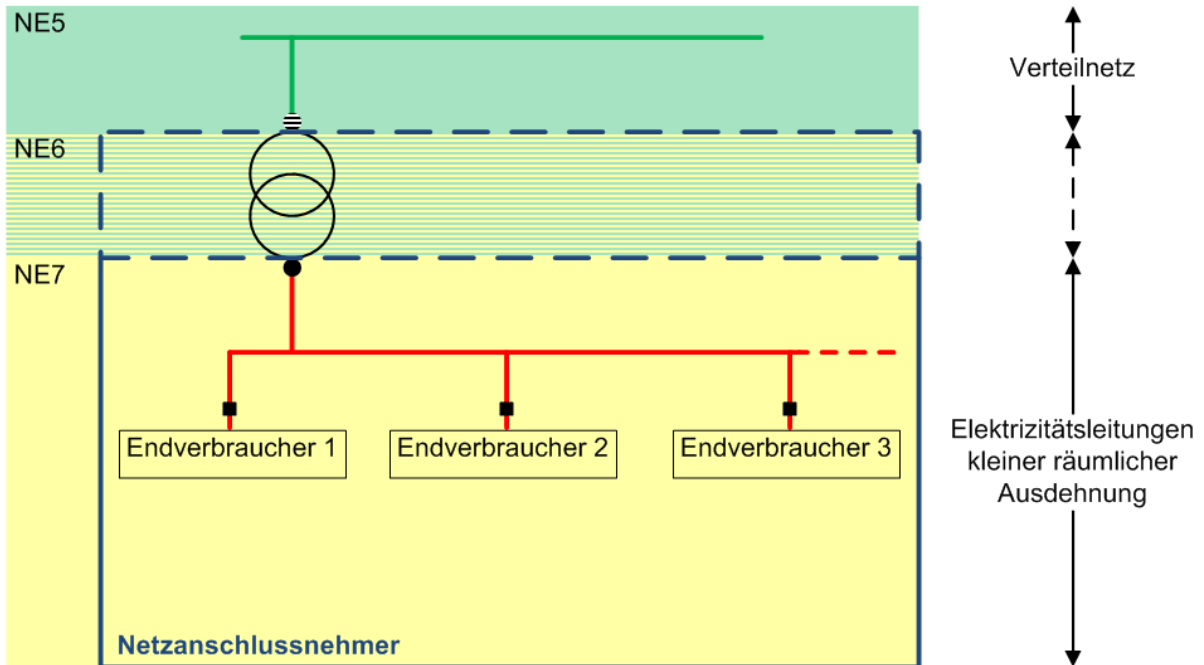 NE5
Verteilnetz
NE6
NE7
Endverbraucher 1
Endverbraucher 2
Endverbraucher 3
Elektrizitätsleitungen
kleiner räumlicher
Ausdehnung
Netzanschlussnehmer